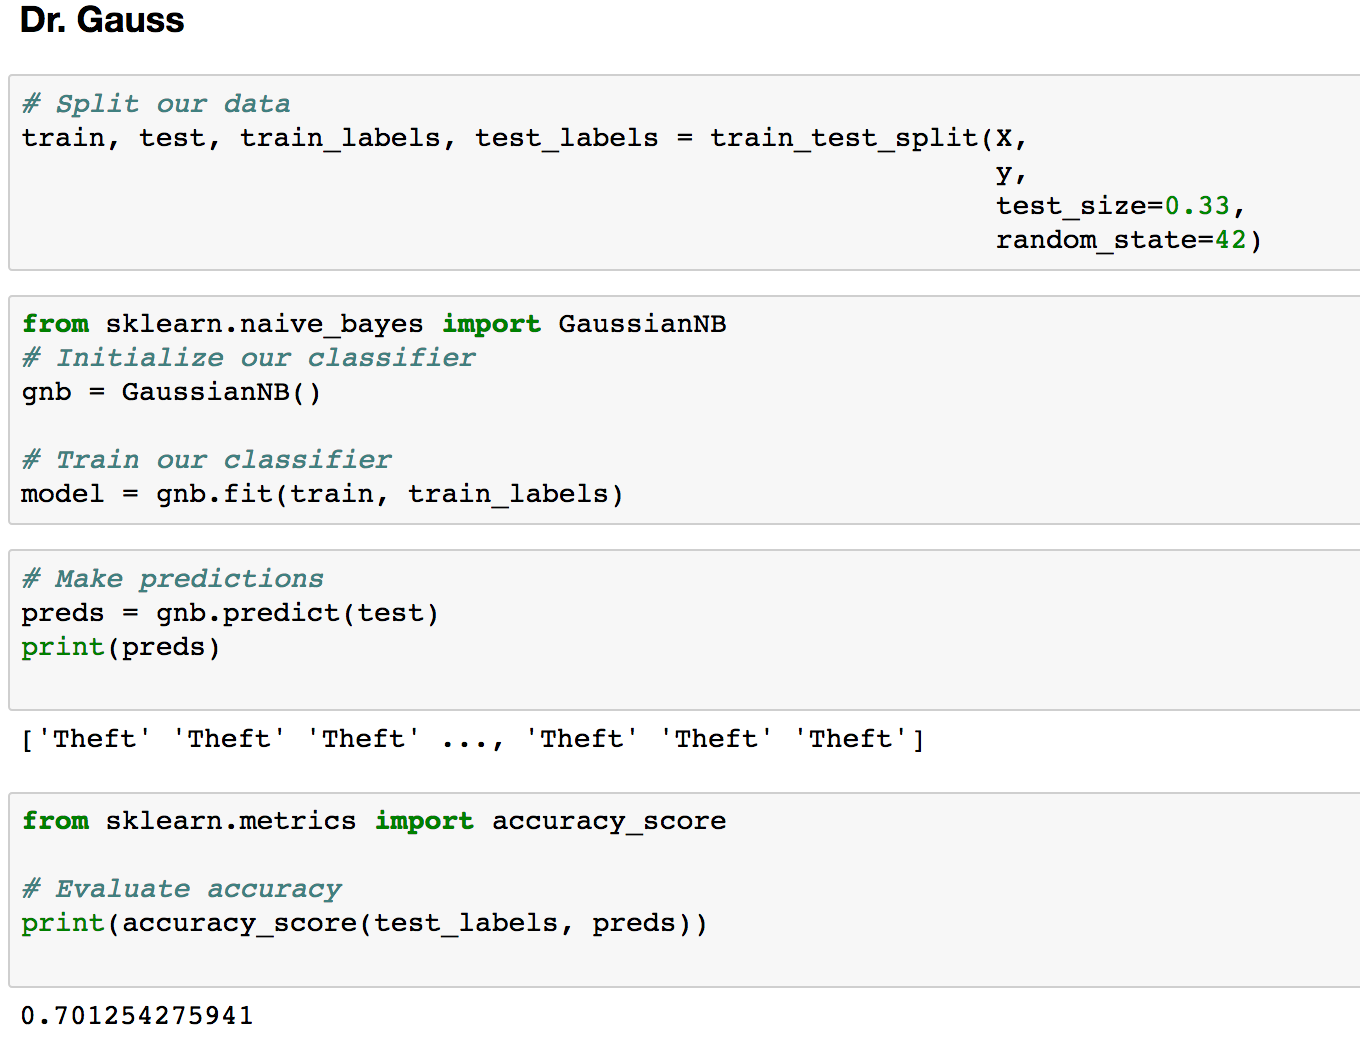 Dr. Gauss
# Split our data
train, test, train_labels, test_labels = train_test_split(X,
y,
test_size=0.33,
random_state=42)
from sklearn.naive_bayes import GaussianNB
# Initialize our classifier
gnb = GaussianNB()
# Train our classifier
model = gnb.fit(train, train_labels)
# Make predictions
preds = gnb.predict(test)
print(preds)
['Theft' 'Theft' 'Theft' ..., 'Theft' 'Theft' 'Theft']
from sklearn.metrics import accuracy_score
# Evaluate accuracy
print(accuracy_score(test_labels, preds))
0.701254275941